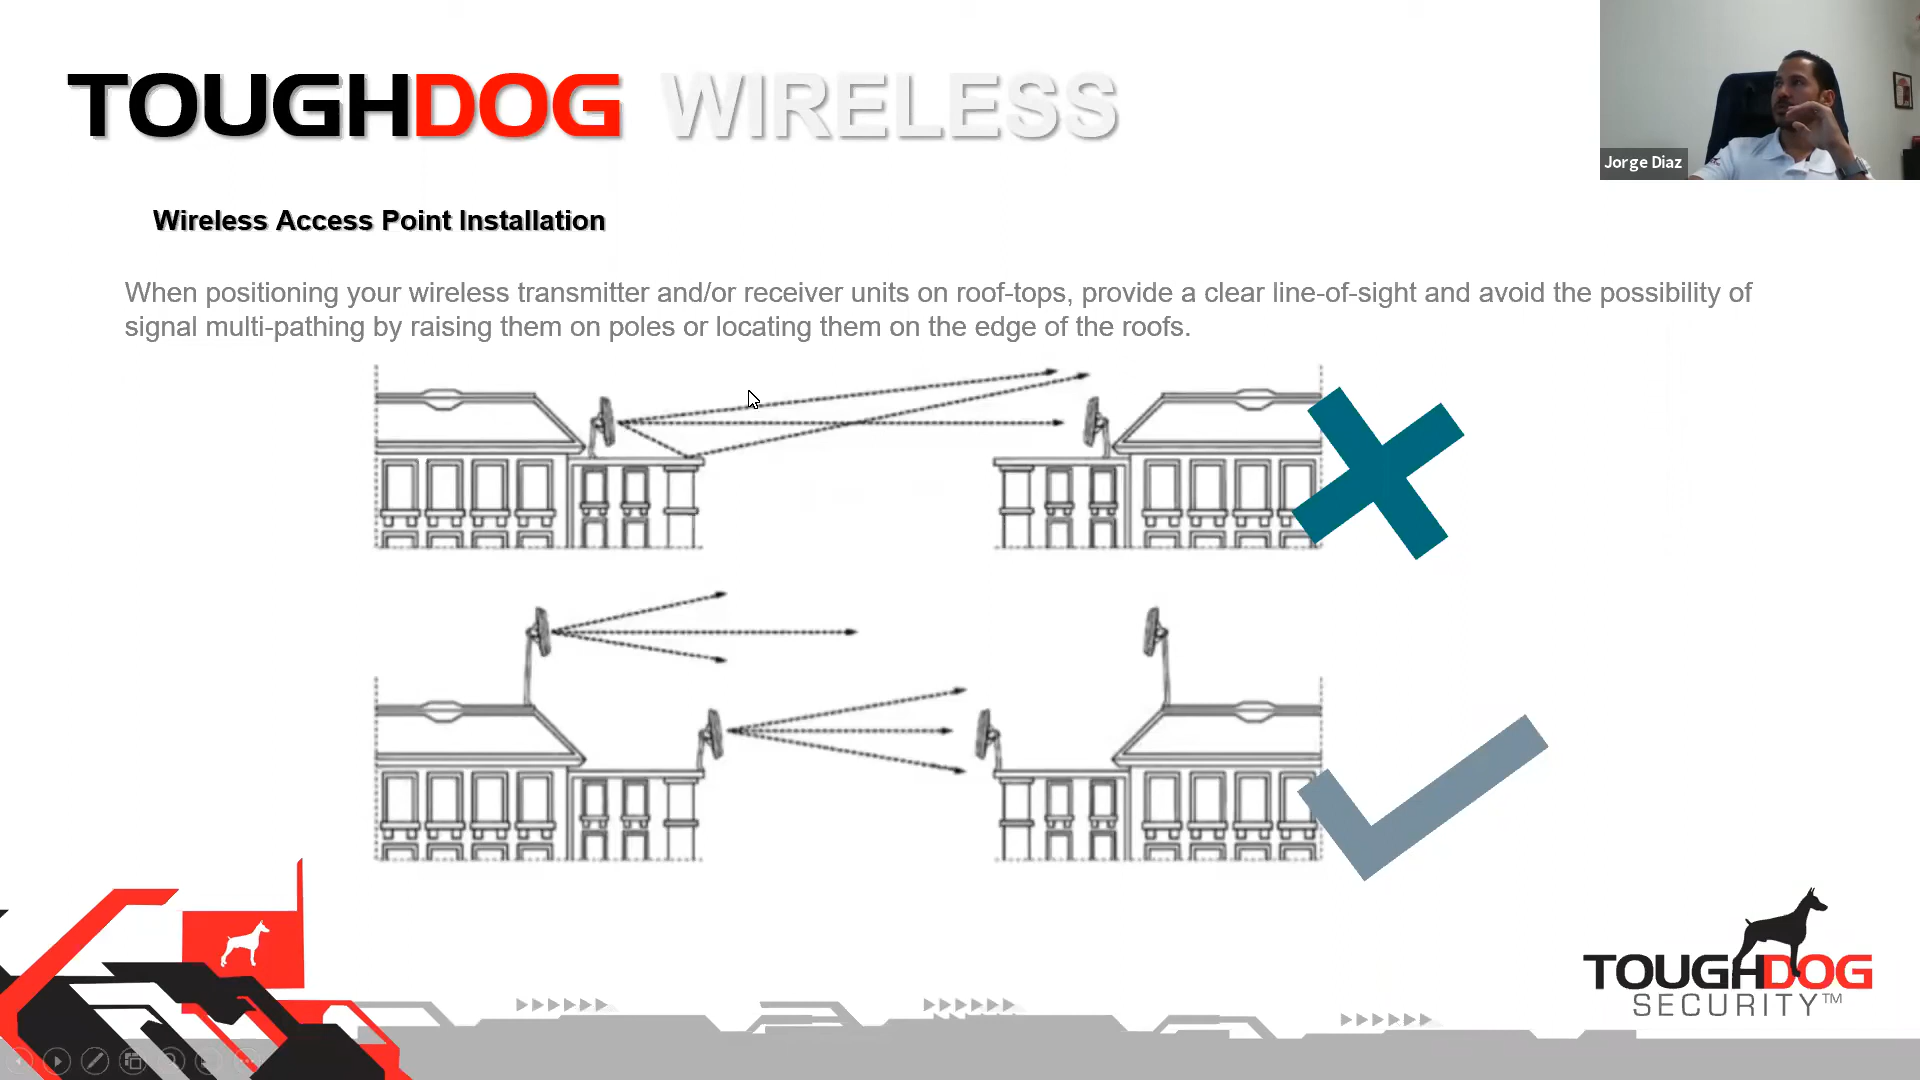 TOUGHDOG WIRELESS
Jorge Diaz
Wireless Access Point Installation
When positioning your wireless transmitter and/or receiver units on roof-tops, provide a clear line-of-sight and avoid the possibility of
signal multi-pathing by raising them on poles or locating them on the edge of the roofs.
TOUGHDOG
SECURITY™